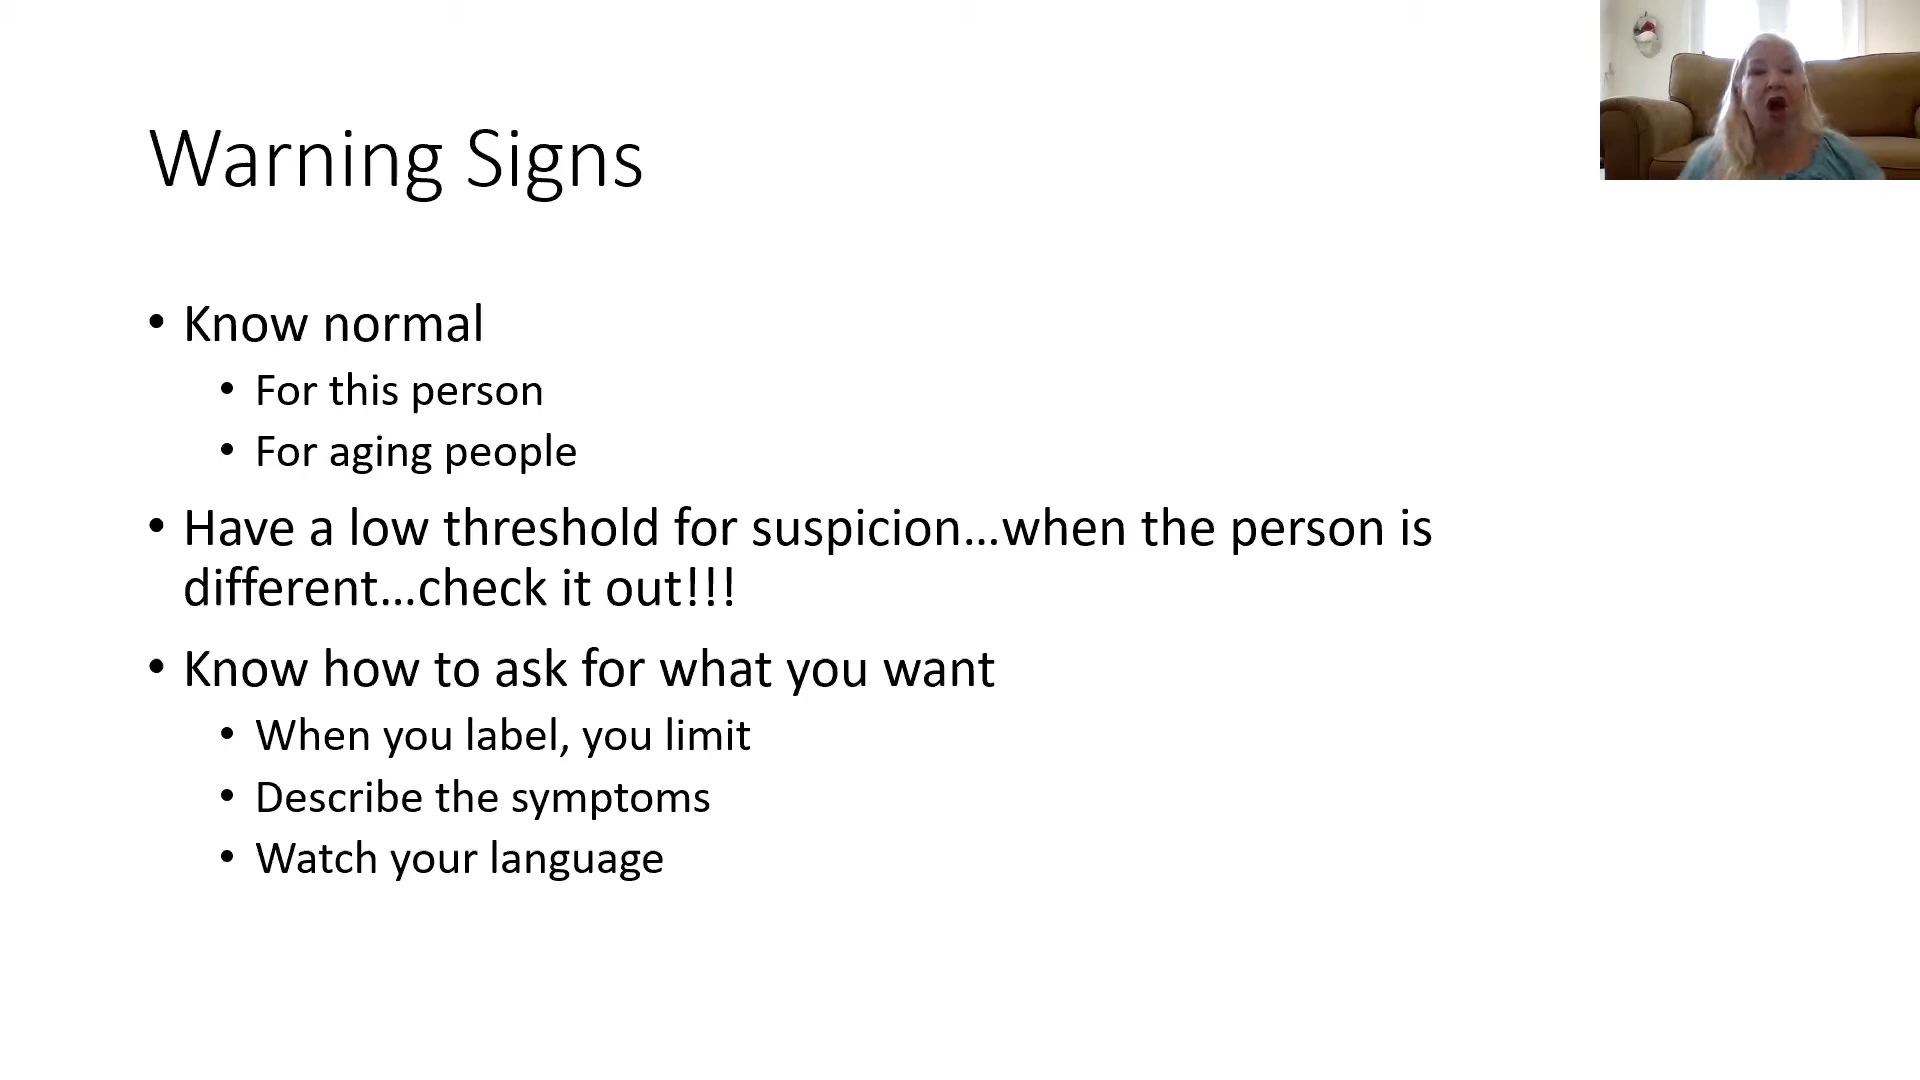 Warning Signs
• Know normal
• For this person
• For aging people
• Have a low threshold for suspicion…when the person is
different…check it out!!!
• Know how to ask for what you want
• When you label, you limit
• Describe the symptoms
• Watch your language